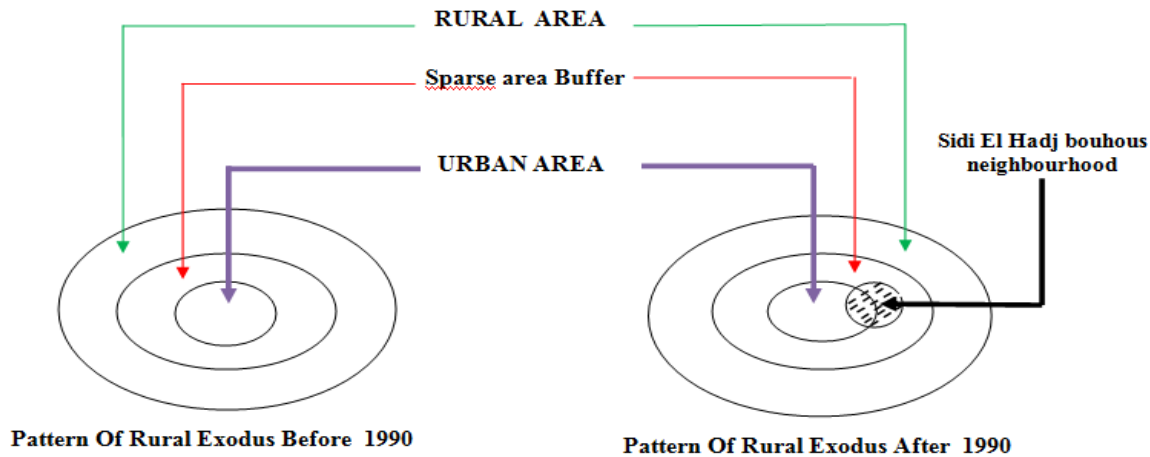 RURAL AREA
Sparse area Buffer
Sidi El Hadj bouhous
neighbourhood
URBAN AREA
Pattern Of Rural Exodus Before 1990
Pattern Of Rural Exodus After 1990